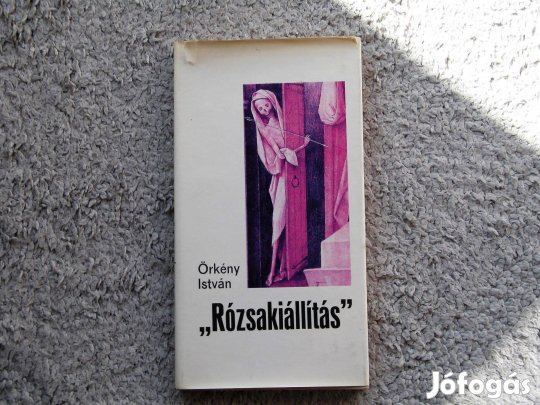 Örkény
István
„Rózsakiállítás”
Jófogás